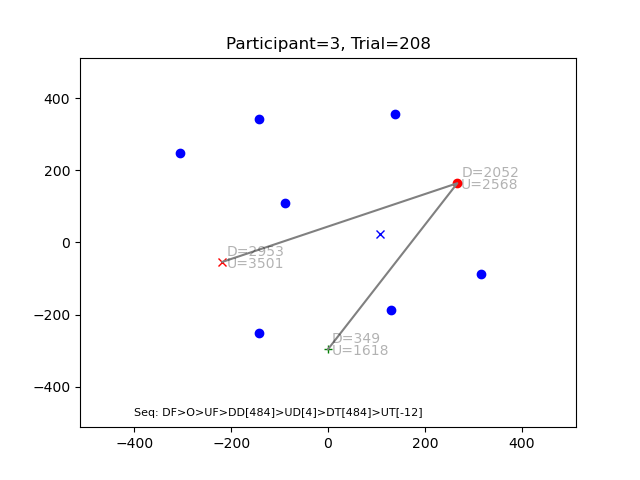 Participant=3, Trial=208
400
200
0
−200
−400
D=2052
U=2568
D=2953
U=3501
D=349
U=1618
Seq: DF>O>UF>DD[484]>UD[4]>DT[484]>UT[-12]
−400 −200 0 200 400